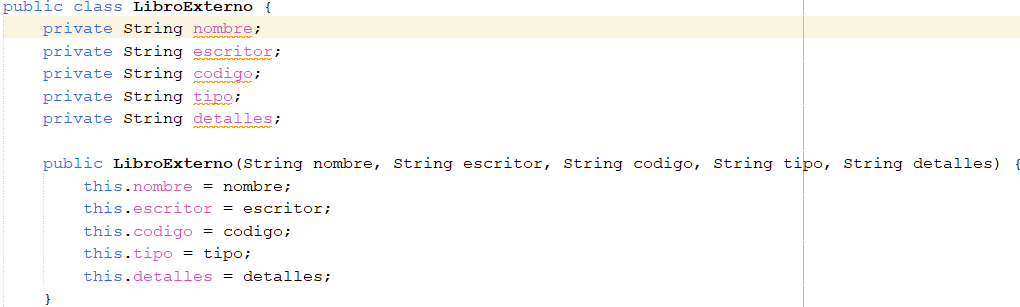 public class LibroExterno {
    private String nombre;
    private String escritor;
    private String codigo;
    private String tipo;
    private String detalles;

    public LibroExterno(String nombre, String escritor, String codigo, String tipo, String detalles) {
        this.nombre = nombre;
        this.escritor = escritor;
        this.codigo = codigo;
        this.tipo = tipo;
        this.detalles = detalles;
    }